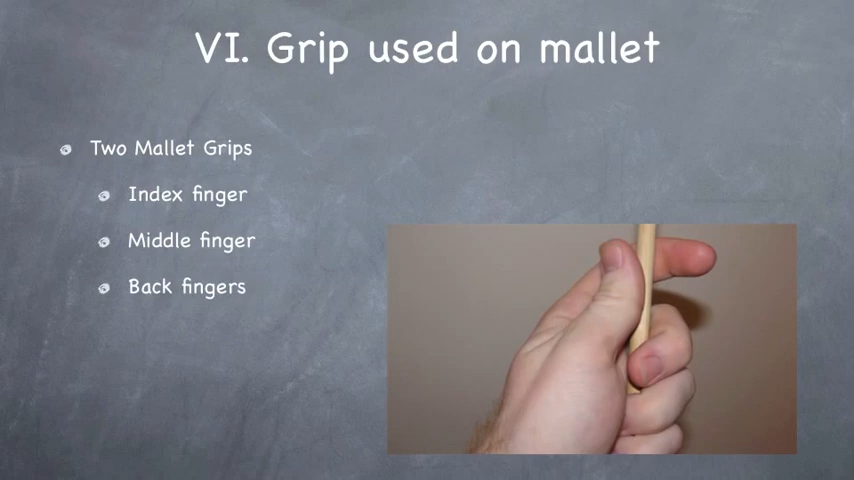 VI. Grip used on mallet
Two Mallet Grips
Index finger
Middle finger
Back fingers